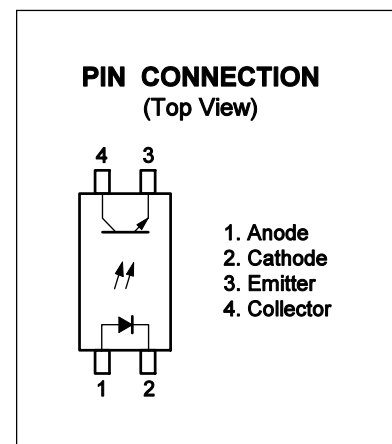 PIN CONNECTION
(Top View)
4 3
1. Anode
2. Cathode
3. Emitter
4. Collector
1 2